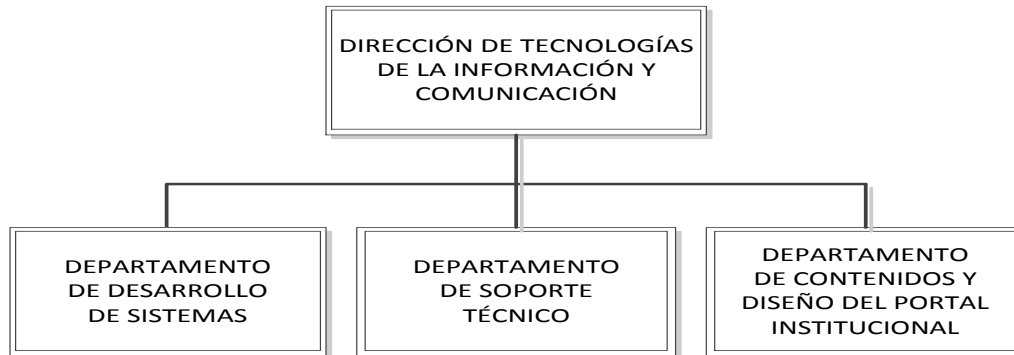 DIRECCIÓN DE TECNOLOGÍAS
DE LA INFORMACIÓN Y
COMUNICACIÓN
DEPARTAMENTO
DE DESARROLLO
DE SISTEMAS
DEPARTAMENTO
DE SOPORTE
TÉCNICO
DEPARTAMENTO
DE CONTENIDOS Y
DISEÑO DEL PORTAL
INSTITUCIONAL